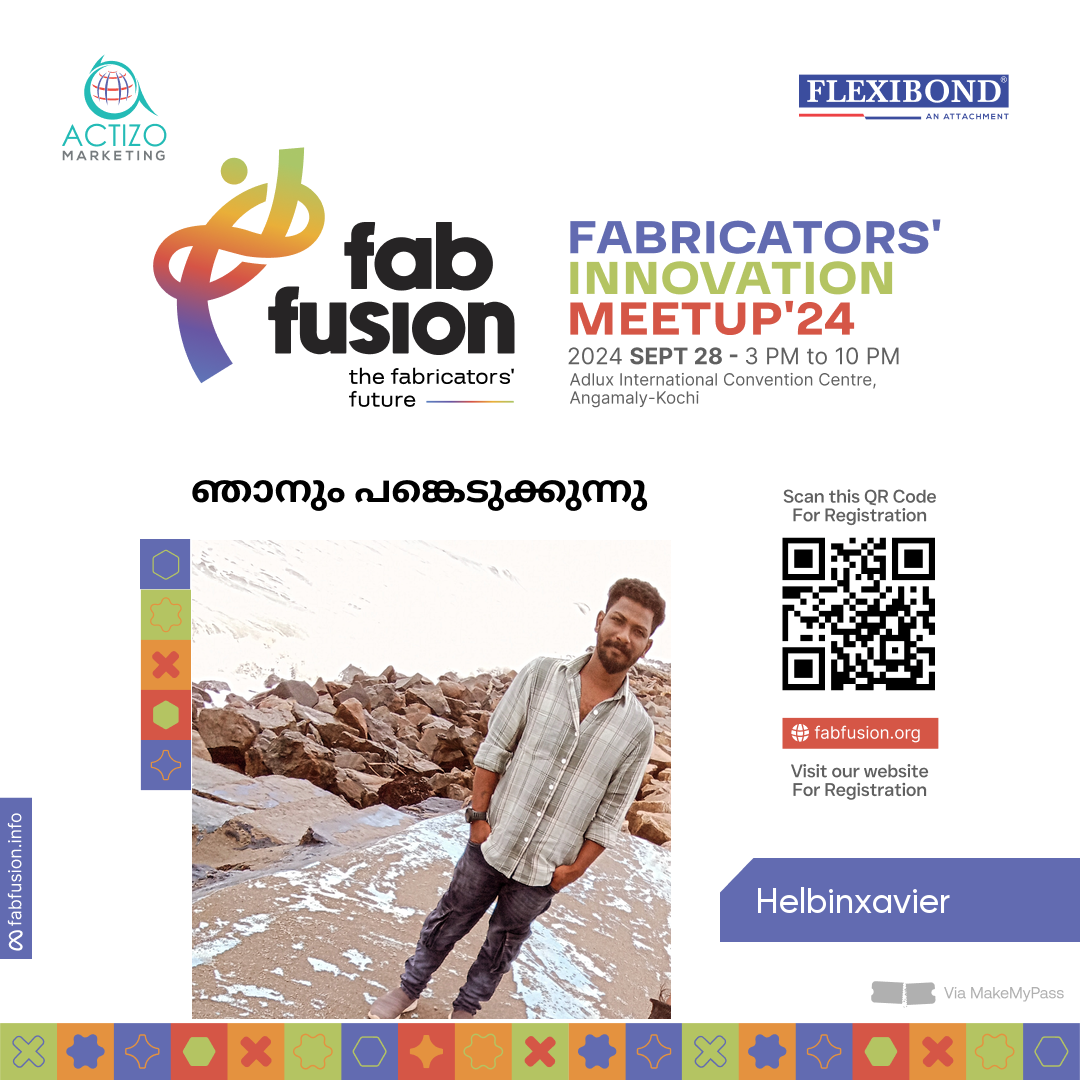 ACTIZO
MARKETING
FLEXIBOND®
AN ATTACHMENT
fab
fusion
the fabricators'
future
FABRICATORS'
INNOVATION
MEETUP'24
2024 SEPT 28 - 3 PM to 10 PM
Adlux International Convention Centre,
Angamaly-Kochi
ഞാനും പങ്കെടുക്കുന്നു
Scan this QR Code
For Registration
fabfusion.org
Visit our website
For Registration
fabfusion.info
Helbinxavier
Via MakeMyPass